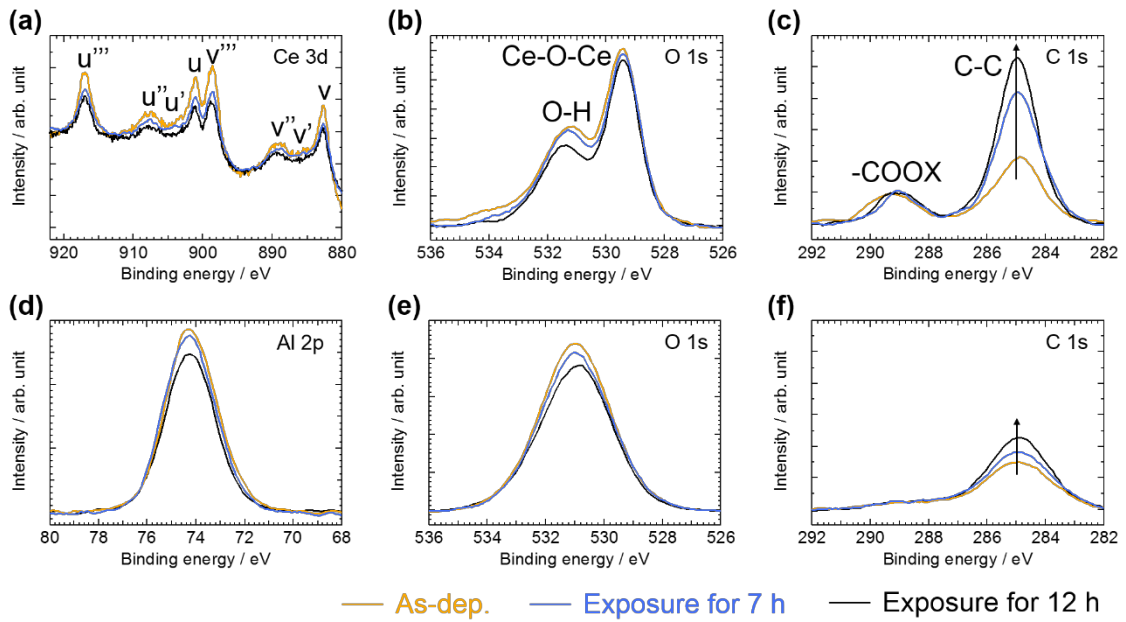 (a)
Ce 3d
u'''
u''
u'
u
v'''
v''
v'
v
Intensity / arb. unit
920 910 900 890 880
Binding energy / eV
(b)
O 1s
Ce-O-Ce
O-H
Intensity / arb. unit
536 534 532 530 528 526
Binding energy / eV
(c)
C 1s
C-C
-COOX
Intensity / arb. unit
292 290 288 286 284 282
Binding energy / eV
(d)
Al 2p
Intensity / arb. unit
80 78 76 74 72 70 68
Binding energy / eV
(e)
O 1s
Intensity / arb. unit
536 534 532 530 528 526
Binding energy / eV
(f)
C 1s
Intensity / arb. unit
292 290 288 286 284 282
Binding energy / eV
As-dep. Exposure for 7 h Exposure for 12 h